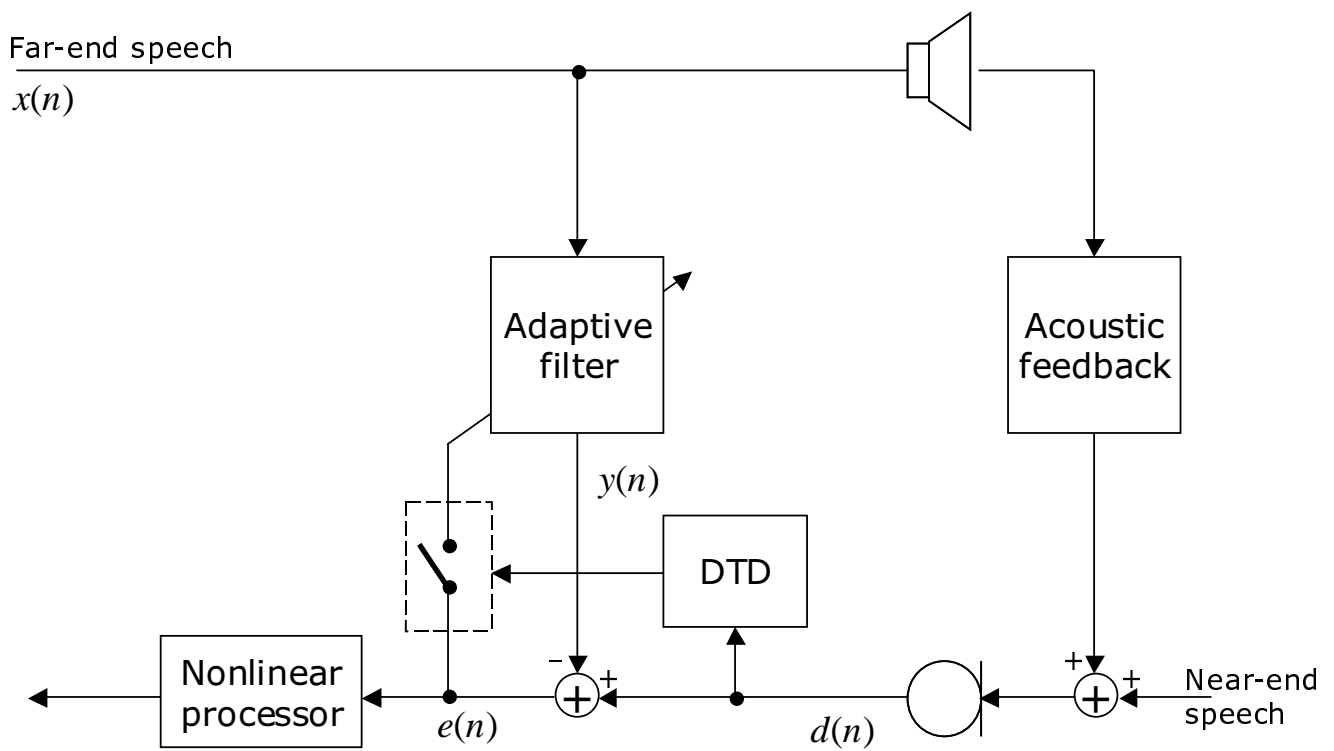 Far-end speech
x(n)
Adaptive
filter
Acoustic
feedback
y(n)
DTD
−
+
+
+
+
+
Nonlinear
processor
e(n)
d(n)
Near-end
speech